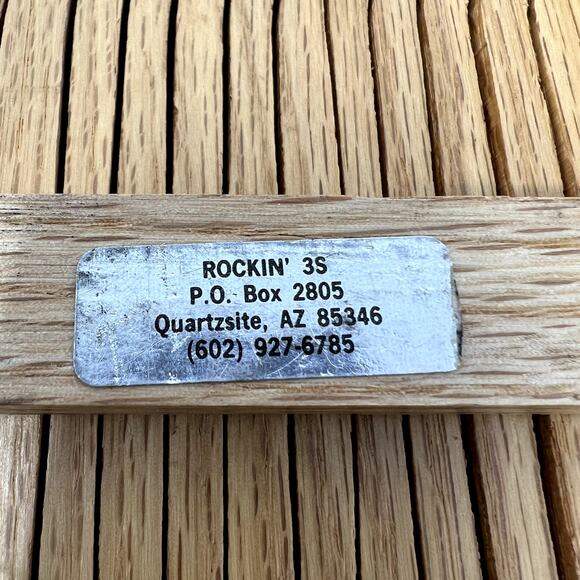 ROCKIN' 3S
P.O. Box 2805
Quartzsite, AZ 85346
(602) 927-6785